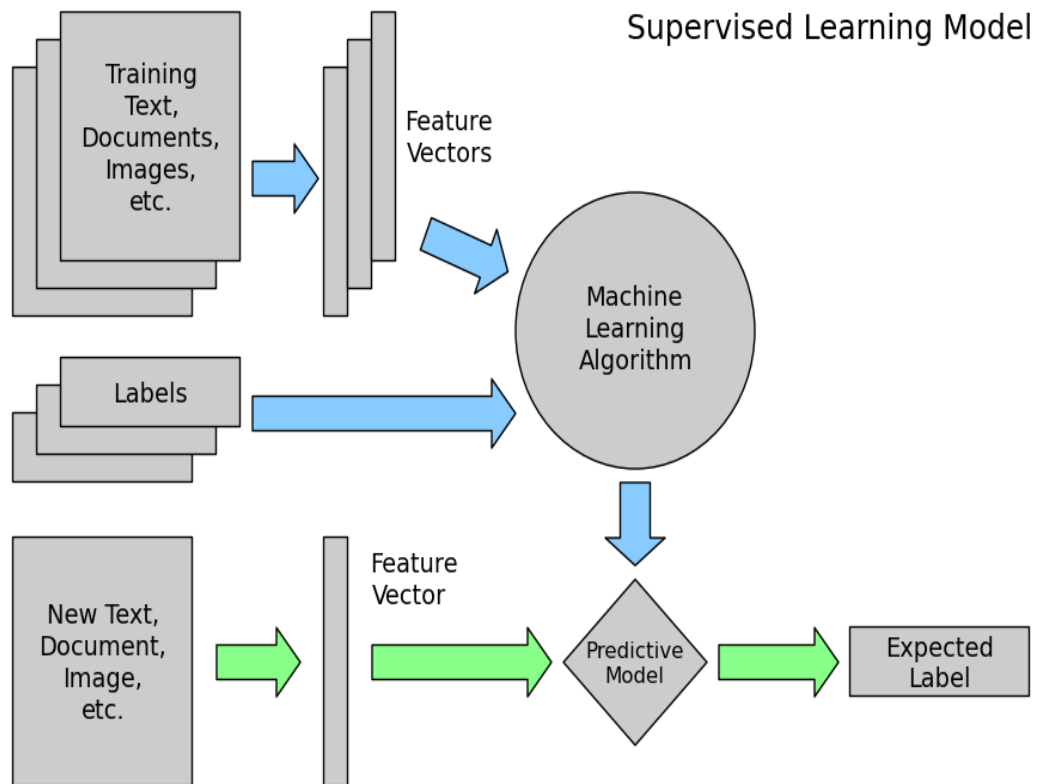 Supervised Learning Model
Training
Text,
Documents,
Images,
etc.
Feature
Vectors
Machine
Learning
Algorithm
Labels
New Text,
Document,
Image,
etc.
Feature
Vector
Predictive
Model
Expected
Label